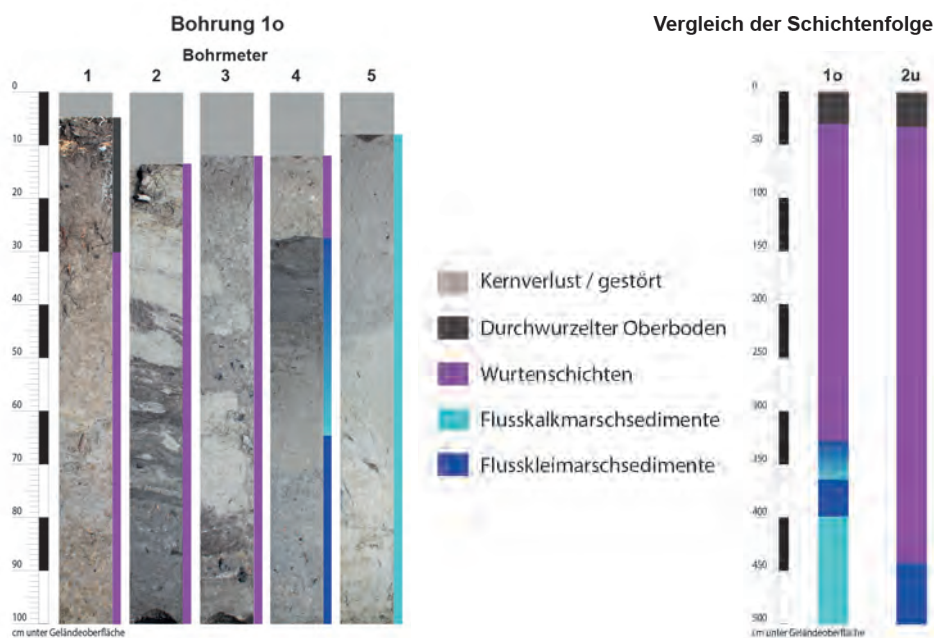 Bohrung 1o
Bohrmeter
1 2 3 4 5
0
10
20
30
40
50
60
70
80
90
100
cm unter Geländeoberfläche
Kernverlust / gestört
Durchwurzelter Oberboden
Wurtenschichten
Flusskalkmarschsedimente
Flusskleimarschsedimente
Vergleich der Schichtenfolge
1o 2u
0
50
100
150
200
250
300
350
400
450
500
cm unter Geländeoberfläche